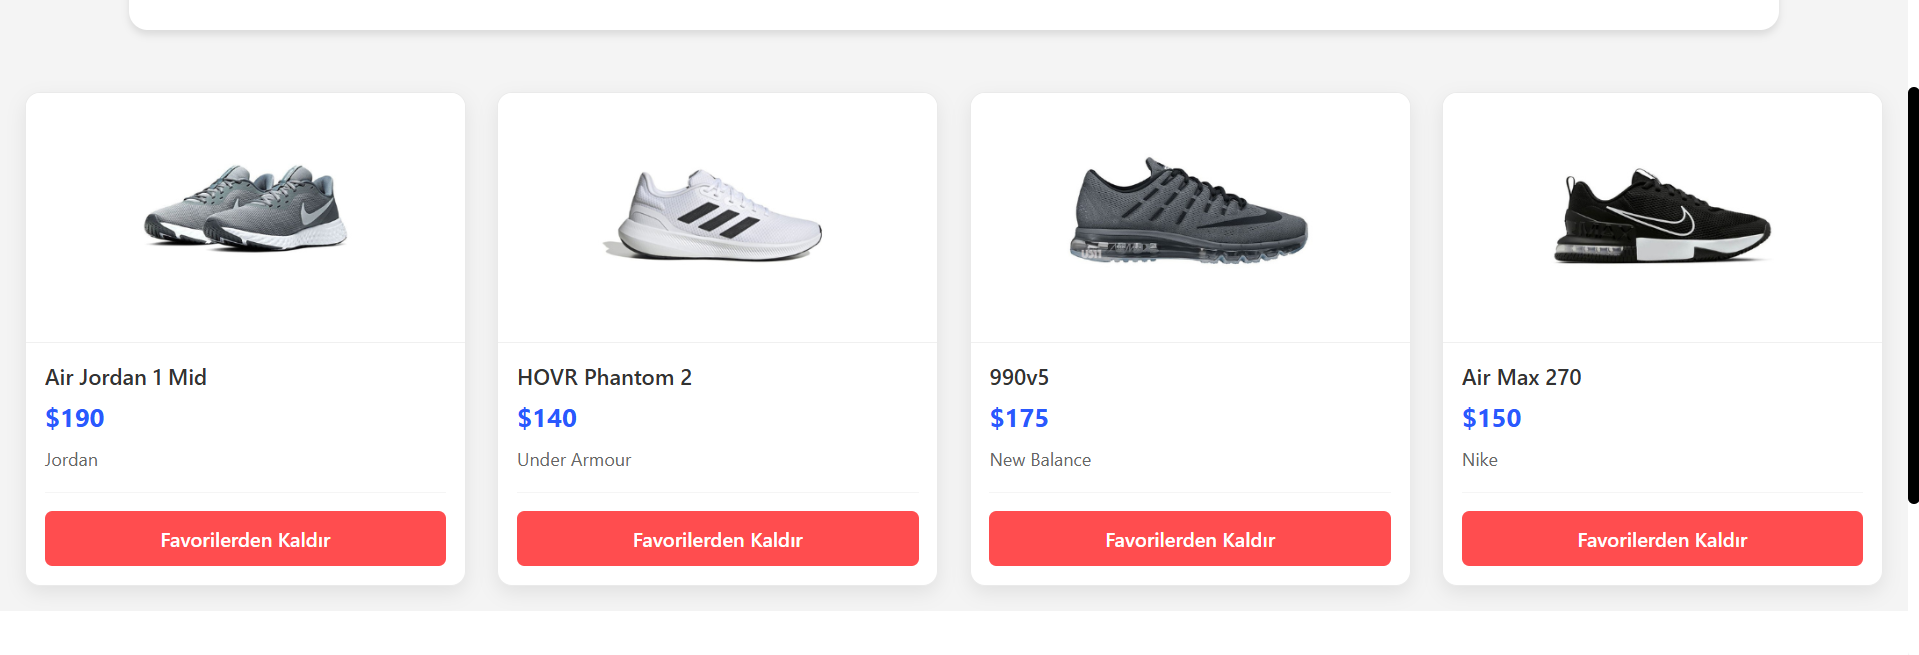 Air Jordan 1 Mid
$190
Jordan
Favorilerden Kaldır
HOVR Phantom 2
$140
Under Armour
Favorilerden Kaldır
990v5
$175
New Balance
Favorilerden Kaldır
Air Max 270
$150
Nike
Favorilerden Kaldır